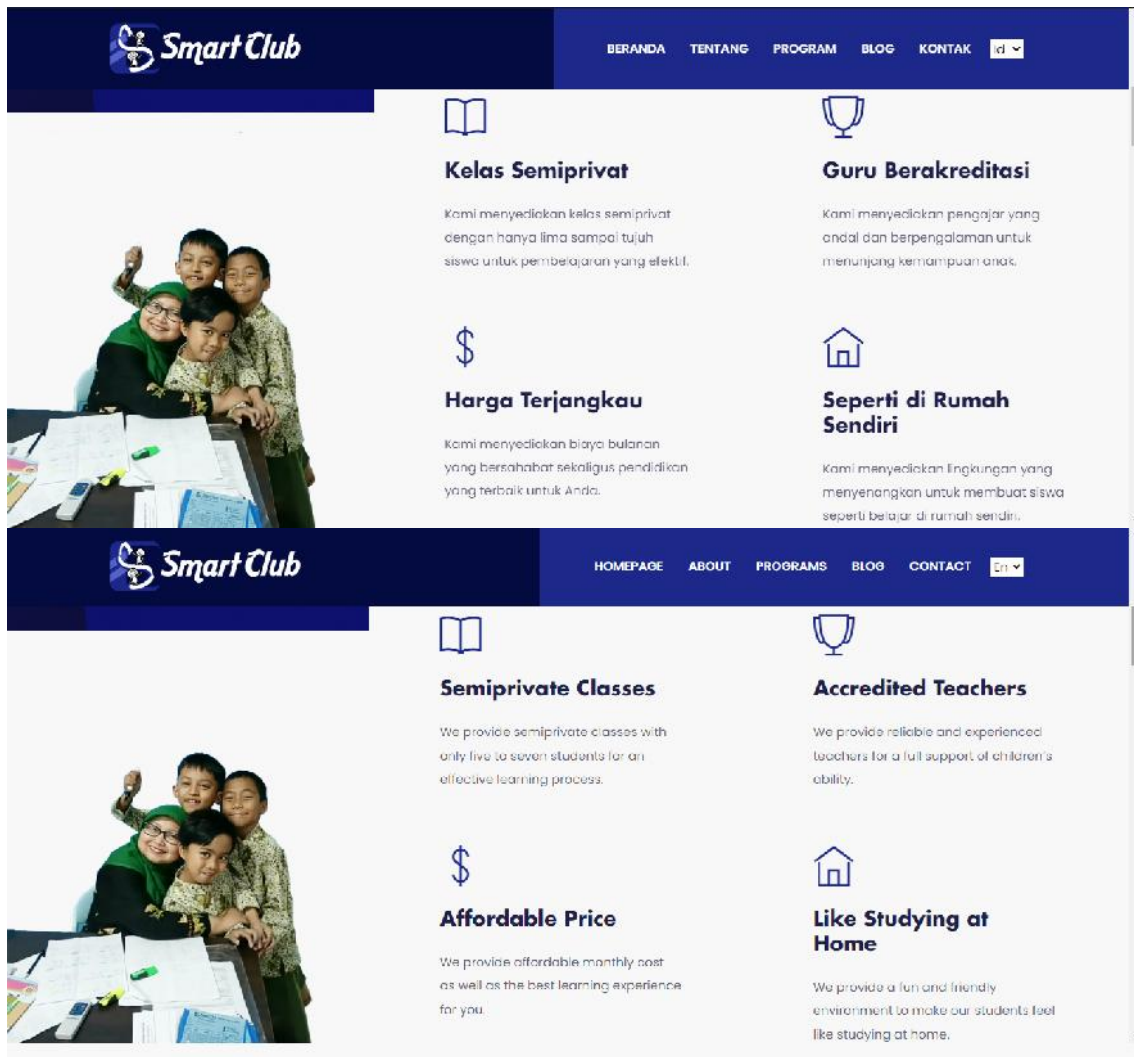 Smart Club
BERANDA TENTANG PROGRAM BLOG KONTAK Id
Kelas Semiprivat
Kami menyediakan kelas semiprivat
dengan hanya lima sampai tujuh
siswa untuk pembelajaran yang efektif.
Guru Berakreditasi
Kami menyediakan pengajar yang
andal dan berpengalaman untuk
menunjang kemampuan anak.
$
Harga Terjangkau
Kami menyediakan biaya bulanan
yang bersahabat sekaligus pendidikan
yang terbaik untuk Anda.
Seperti di Rumah
Sendiri
Kami menyediakan lingkungan yang
menyenangkan untuk membuat siswa
seperti belajar di rumah sendiri.
Smart Club
HOMEPAGE ABOUT PROGRAMS BLOG CONTACT En
Semiprivate Classes
We provide semiprivate classes with
only five to seven students for an
effective learning process.
Accredited Teachers
We provide reliable and experienced
teachers for a full support of children's
ability.
$
Affordable Price
We provide affordable monthly cost
as well as the best learning experience
for you.
Like Studying at
Home
We provide a fun and friendly
environment to make our students feel
like studying at home.